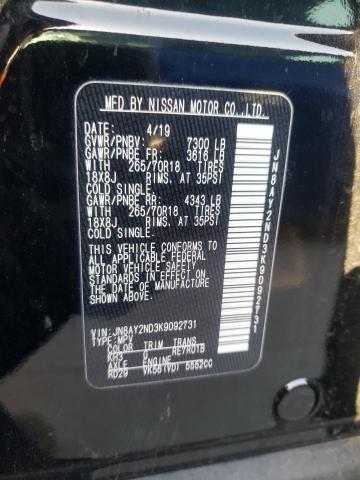 MFD BY NISSAN MOTOR CO.,LTD.
DATE: 4/19
GVWR/PNBV: 7300 LB
GAWR/PNBE FR: 3616 LB
WITH 265/70R18 TIRES
18X8J RIMS, AT 35PSI
COLD SINGLE.
GAWR/PNBE RR: 4343 LB
WITH 265/70R18 TIRES
18X8J RIMS, AT 35PSI
COLD SINGLE.
THIS VEHICLE CONFORMS
TO ALL APPLICABLE FEDERAL
MOTOR VEHICLE SAFETY
STANDARDS IN EFFECT
ON THE DATE OF
MANUFACTURE SHOWN ABOVE.
VIN: JN8AY2ND3K9092731
TYPE: MPV
COLOR TRIM TRANS
KH3 G RE7R01B
AXLE ENGINE
RD29 VK56(VD) 5552CC
JN8AY2ND3K9092731